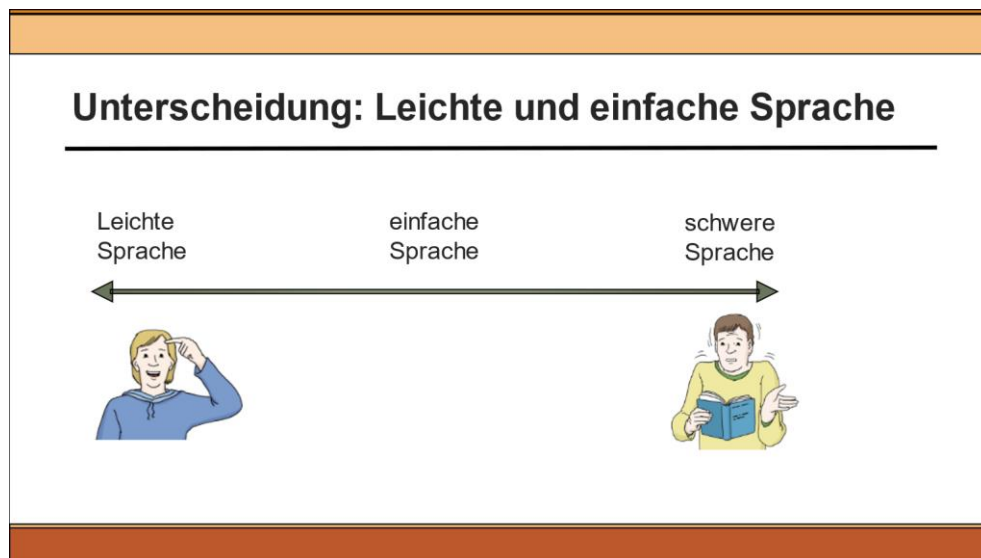 Unterscheidung: Leichte und einfache Sprache
Leichte
Sprache
einfache
Sprache
schwere
Sprache